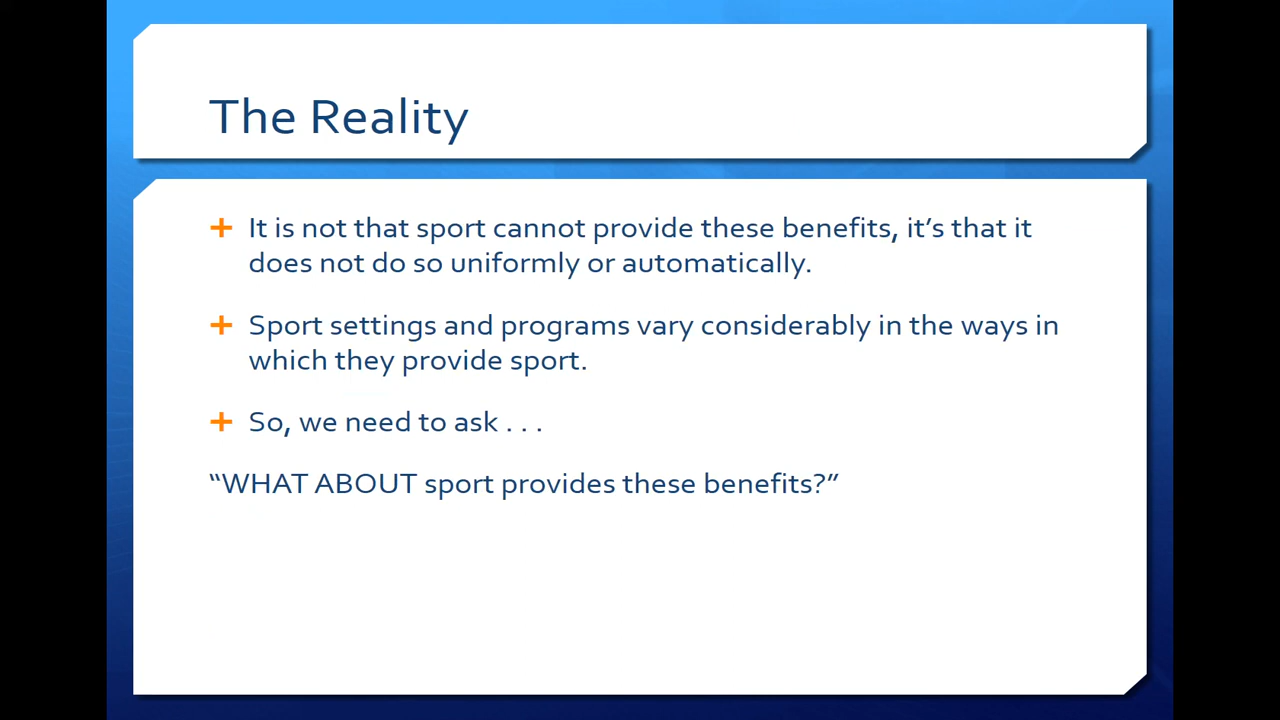 The Reality
It is not that sport cannot provide these benefits, it’s that it
does not do so uniformly or automatically.
Sport settings and programs vary considerably in the ways in
which they provide sport.
So, we need to ask . . .
“WHAT ABOUT sport provides these benefits?”